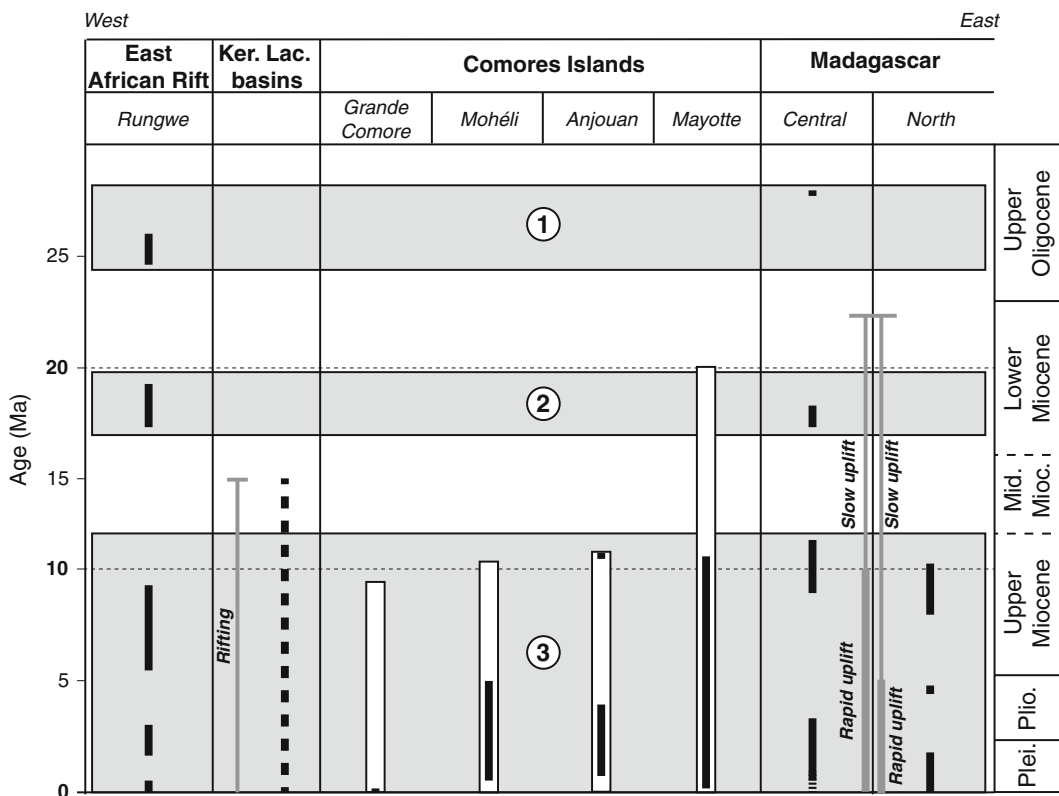 West
East
East
African Rift
Ker. Lac.
basins
Comores Islands
Madagascar
Rungwe
Grande
Comore
Mohéli
Anjouan
Mayotte
Central
North
Age (Ma)
25
20
15
10
5
0
1
2
3
Rifting
Slow uplift
Slow uplift
Rapid uplift
Rapid uplift
Upper
Oligocene
Lower
Miocene
Mid.
Mioc.
Upper
Miocene
Plio.
Plei.